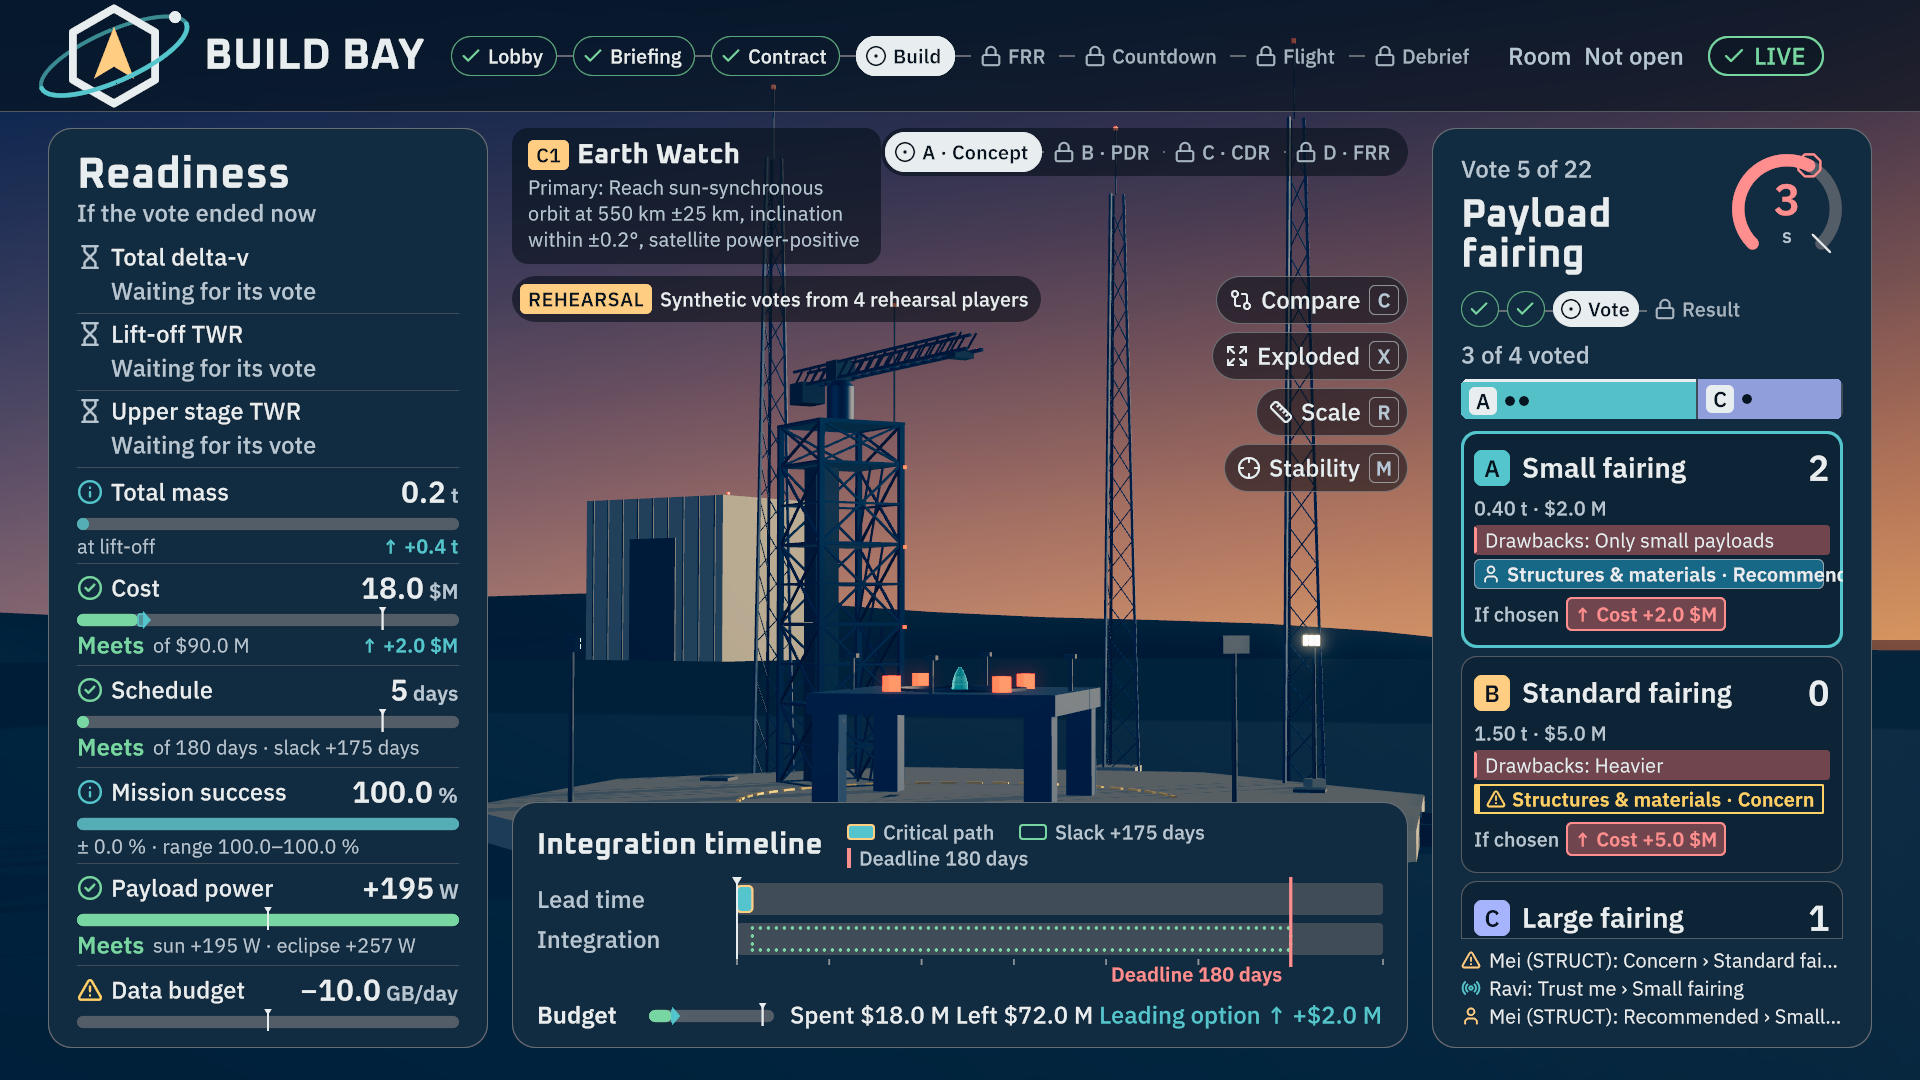 BUILD BAY
Lobby
Briefing
Contract
Build
FRR
Countdown
Flight
Debrief
Room Not open
LIVE
Readiness
If the vote ended now
Total delta-v
Waiting for its vote
Lift-off TWR
Waiting for its vote
Upper stage TWR
Waiting for its vote
Total mass 0.2 t
at lift-off ↑ +0.4 t
Cost 18.0 $M
Meets of $90.0 M ↑ +2.0 $M
Schedule 5 days
Meets of 180 days · slack +175 days
Mission success 100.0 %
± 0.0 % · range 100.0–100.0 %
Payload power +195 W
Meets sun +195 W · eclipse +257 W
Data budget −10.0 GB/day
C1 Earth Watch
Primary: Reach sun-synchronous
orbit at 550 km ±25 km, inclination
within ±0.2°, satellite power-positive
A · Concept
B · PDR
C · CDR
D · FRR
REHEARSAL Synthetic votes from 4 rehearsal players
Compare C
Exploded X
Scale R
Stability M
Integration timeline
Critical path
Slack +175 days
Deadline 180 days
Lead time
Integration
Deadline 180 days
Budget Spent $18.0 M Left $72.0 M Leading option ↑ +$2.0 M
Vote 5 of 22
Payload
fairing
3
s
Vote
Result
3 of 4 voted
A
C
A Small fairing 2
0.40 t · $2.0 M
Drawbacks: Only small payloads
Structures & materials · Recommend
If chosen ↑ Cost +2.0 $M
B Standard fairing 0
1.50 t · $5.0 M
Drawbacks: Heavier
Structures & materials · Concern
If chosen ↑ Cost +5.0 $M
C Large fairing 1
Mei (STRUCT): Concern › Standard fai...
Ravi: Trust me › Small fairing
Mei (STRUCT): Recommended › Small...